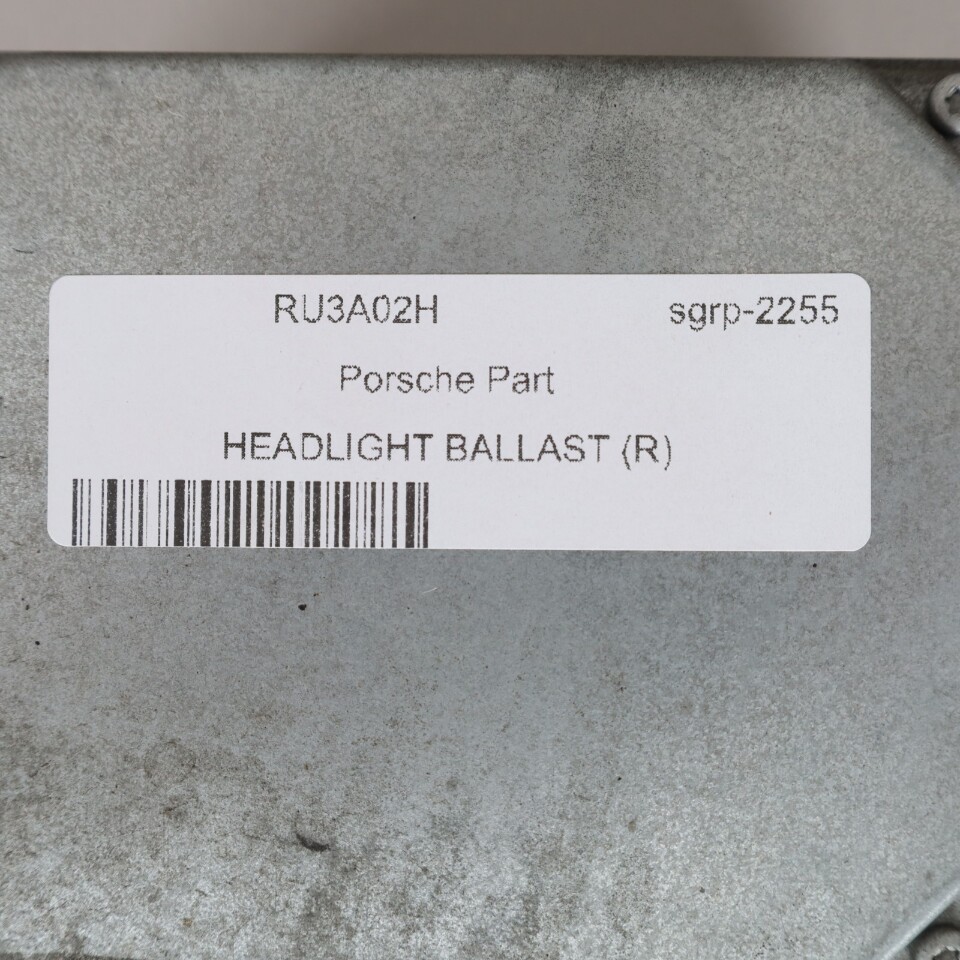 RU3A02H sgrp-2255
Porsche Part
HEADLIGHT BALLAST (R)